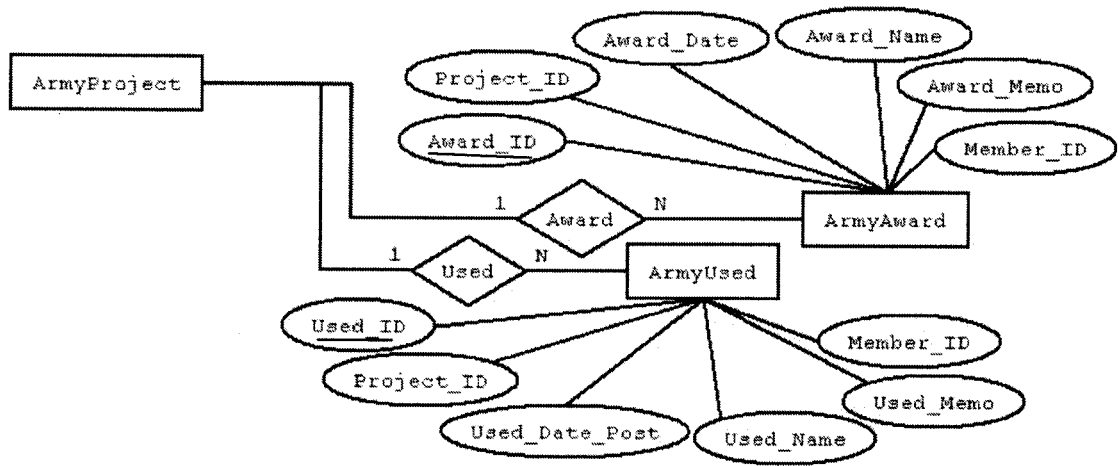 Award_Date
Award_Name
ArmyProject
Project_ID
Award_Memo
Award_ID
Member_ID
1
Award
N
ArmyAward
1
Used
N
ArmyUsed
Used_ID
Member_ID
Project_ID
Used_Memo
Used_Date_Post
Used_Name